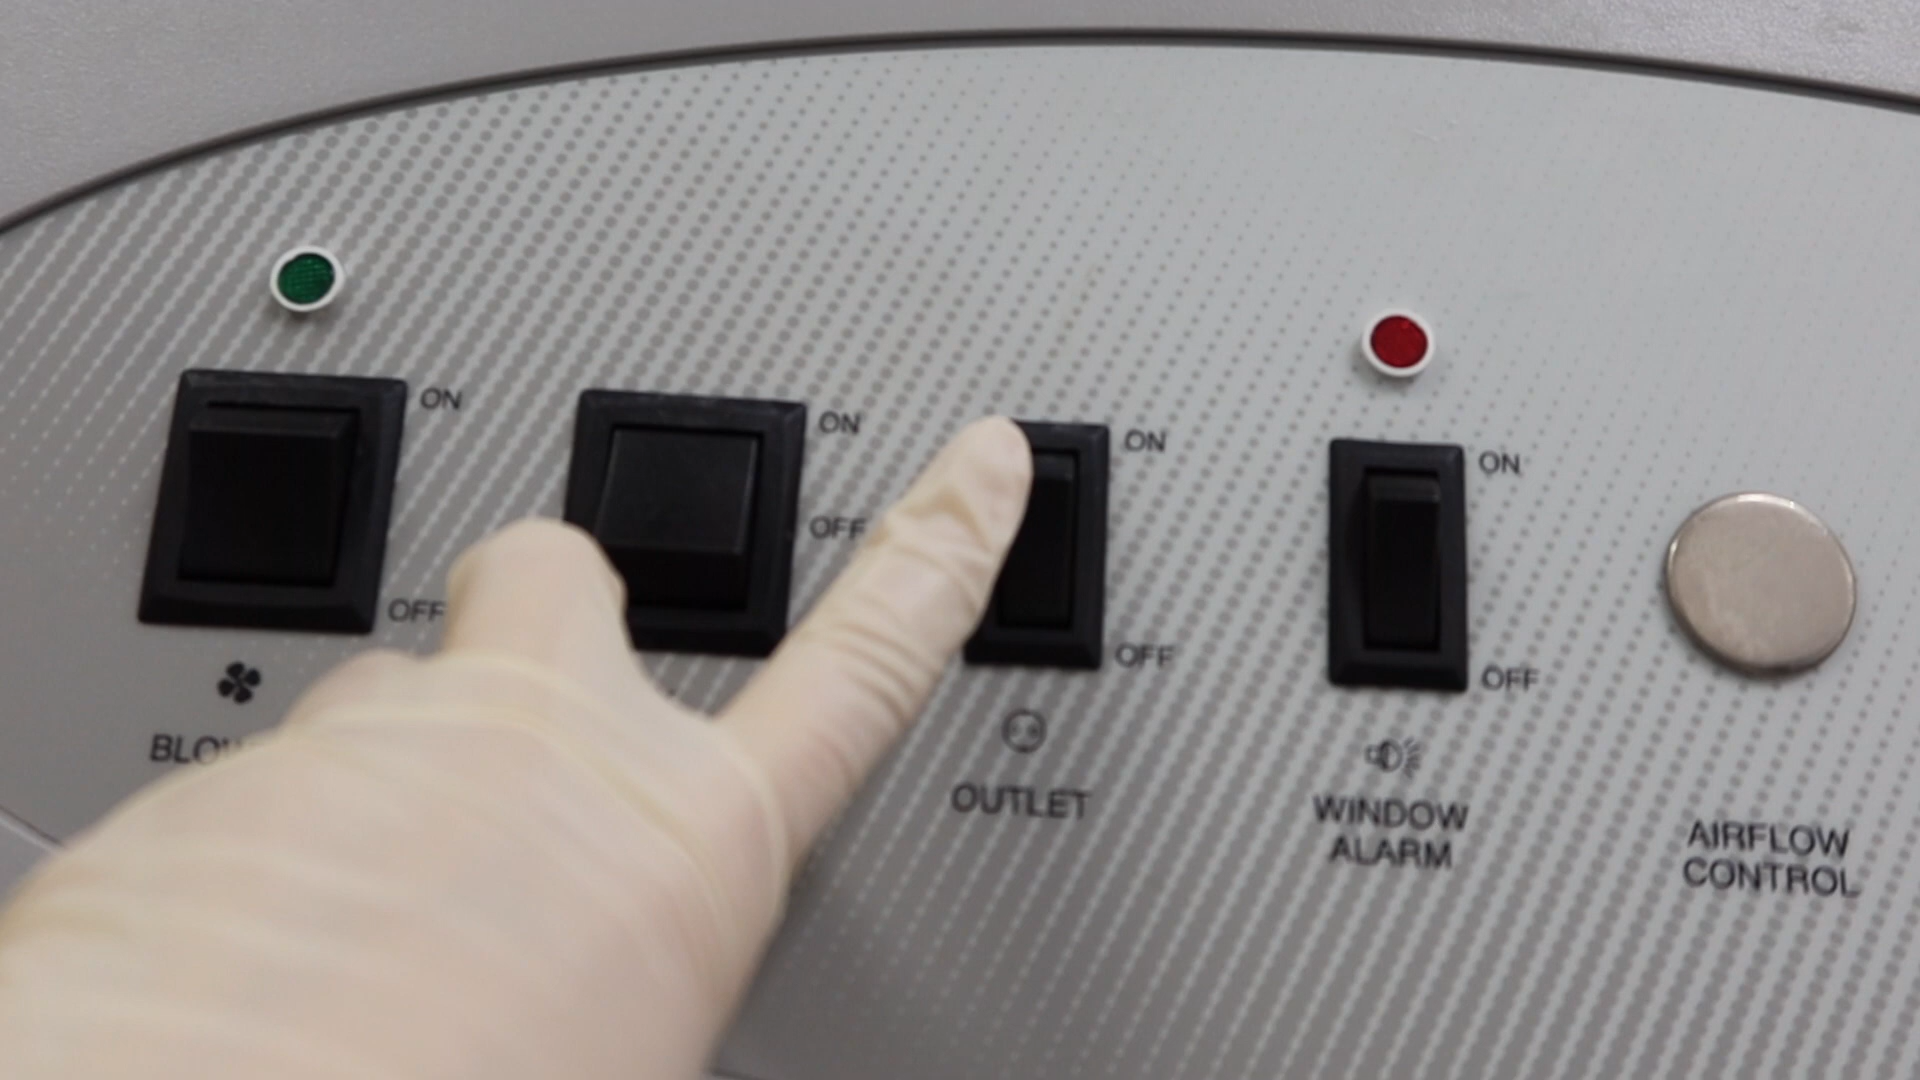 ON
OFF
ON
OFF
ON
OFF
OUTLET
ON
OFF
WINDOW
ALARM
AIRFLOW
CONTROL